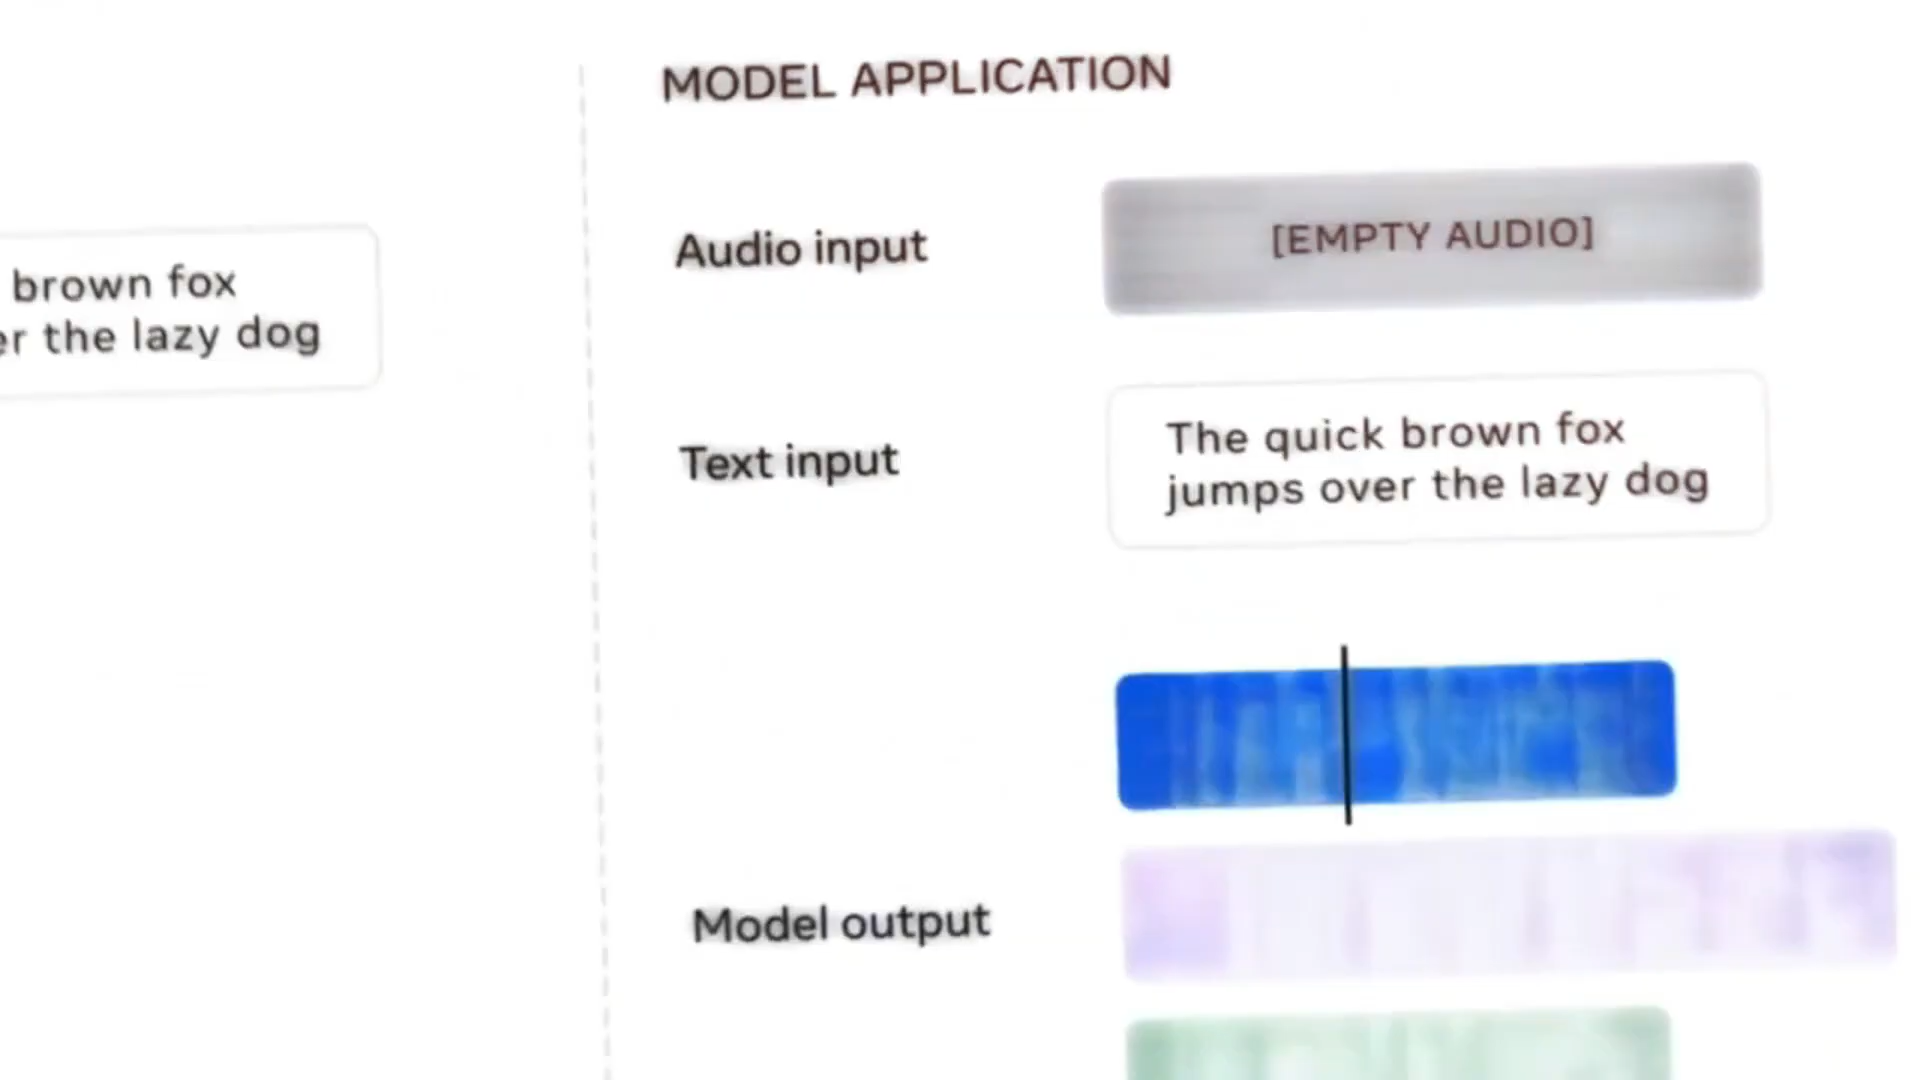 brown fox
the lazy dog
MODEL APPLICATION
Audio input
[EMPTY AUDIO]
Text input
The quick brown fox
jumps over the lazy dog
Model output